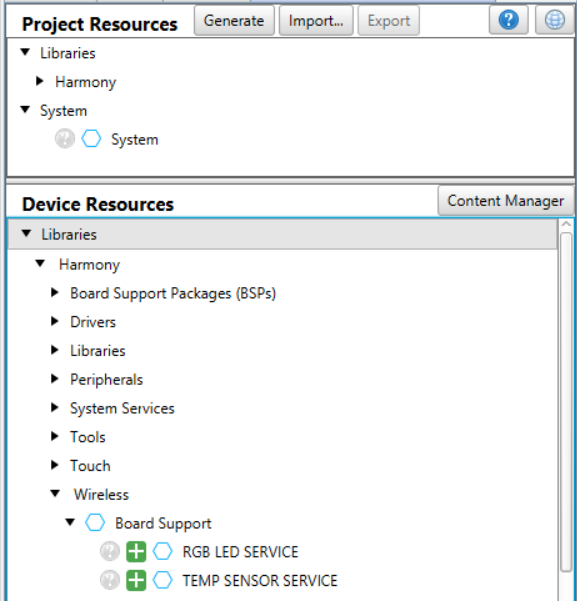 Project Resources Generate Import... Export
Libraries
Harmony
System
System
Device Resources Content Manager
Libraries
Harmony
Board Support Packages (BSPs)
Drivers
Libraries
Peripherals
System Services
Tools
Touch
Wireless
Board Support
RGB LED SERVICE
TEMP SENSOR SERVICE